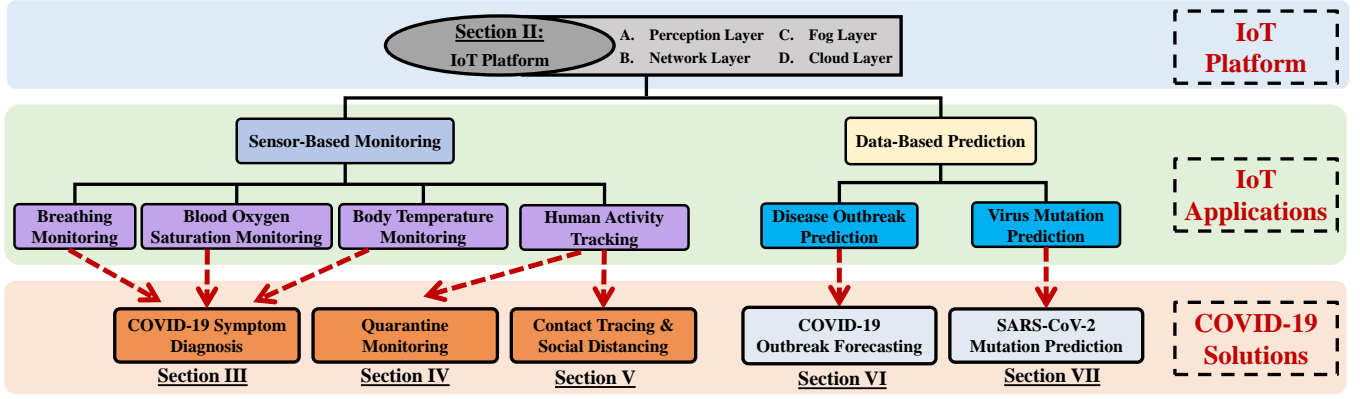 Section II:
IoT Platform
A. Perception Layer C. Fog Layer
B. Network Layer D. Cloud Layer
IoT
Platform
Sensor-Based Monitoring
Data-Based Prediction
IoT
Applications
Breathing
Monitoring
Blood Oxygen
Saturation Monitoring
Body Temperature
Monitoring
Human Activity
Tracking
Disease Outbreak
Prediction
Virus Mutation
Prediction
COVID-19 Symptom
Diagnosis
Quarantine
Monitoring
Contact Tracing &
Social Distancing
COVID-19
Outbreak Forecasting
SARS-CoV-2
Mutation Prediction
COVID-19
Solutions
Section III
Section IV
Section V
Section VI
Section VII